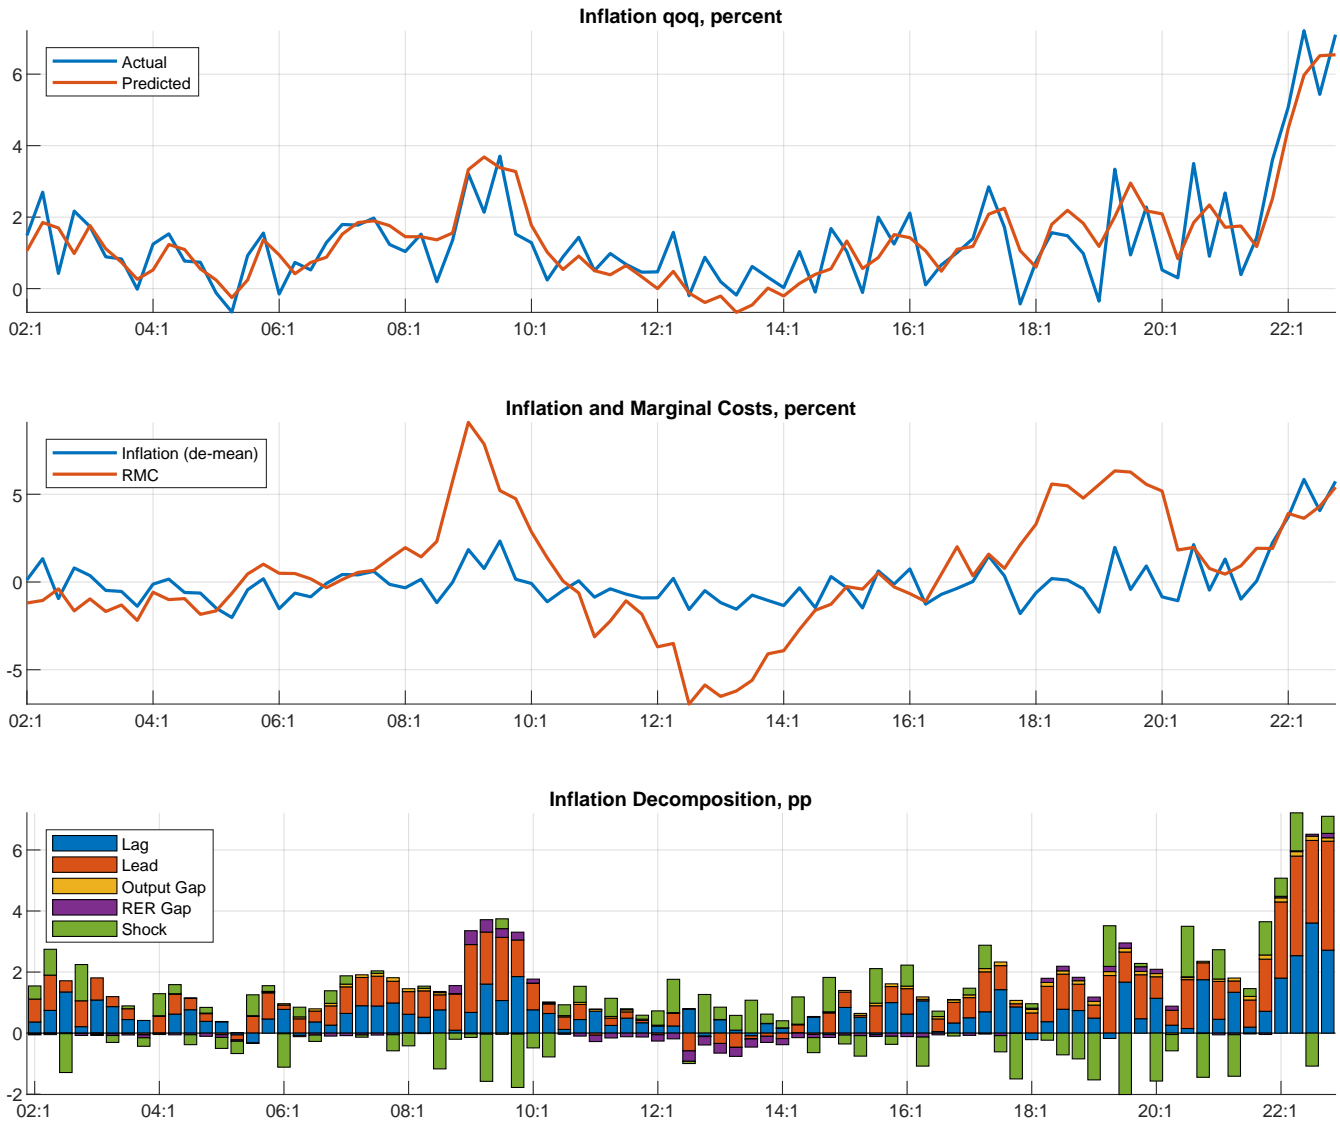 Inflation qoq, percent
Actual
Predicted
6
4
2
0
02:1 04:1 06:1 08:1 10:1 12:1 14:1 16:1 18:1 20:1 22:1
Inflation and Marginal Costs, percent
Inflation (de-mean)
RMC
5
0
-5
02:1 04:1 06:1 08:1 10:1 12:1 14:1 16:1 18:1 20:1 22:1
Inflation Decomposition, pp
Lag
Lead
Output Gap
RER Gap
Shock
6
4
2
0
-2
02:1 04:1 06:1 08:1 10:1 12:1 14:1 16:1 18:1 20:1 22:1